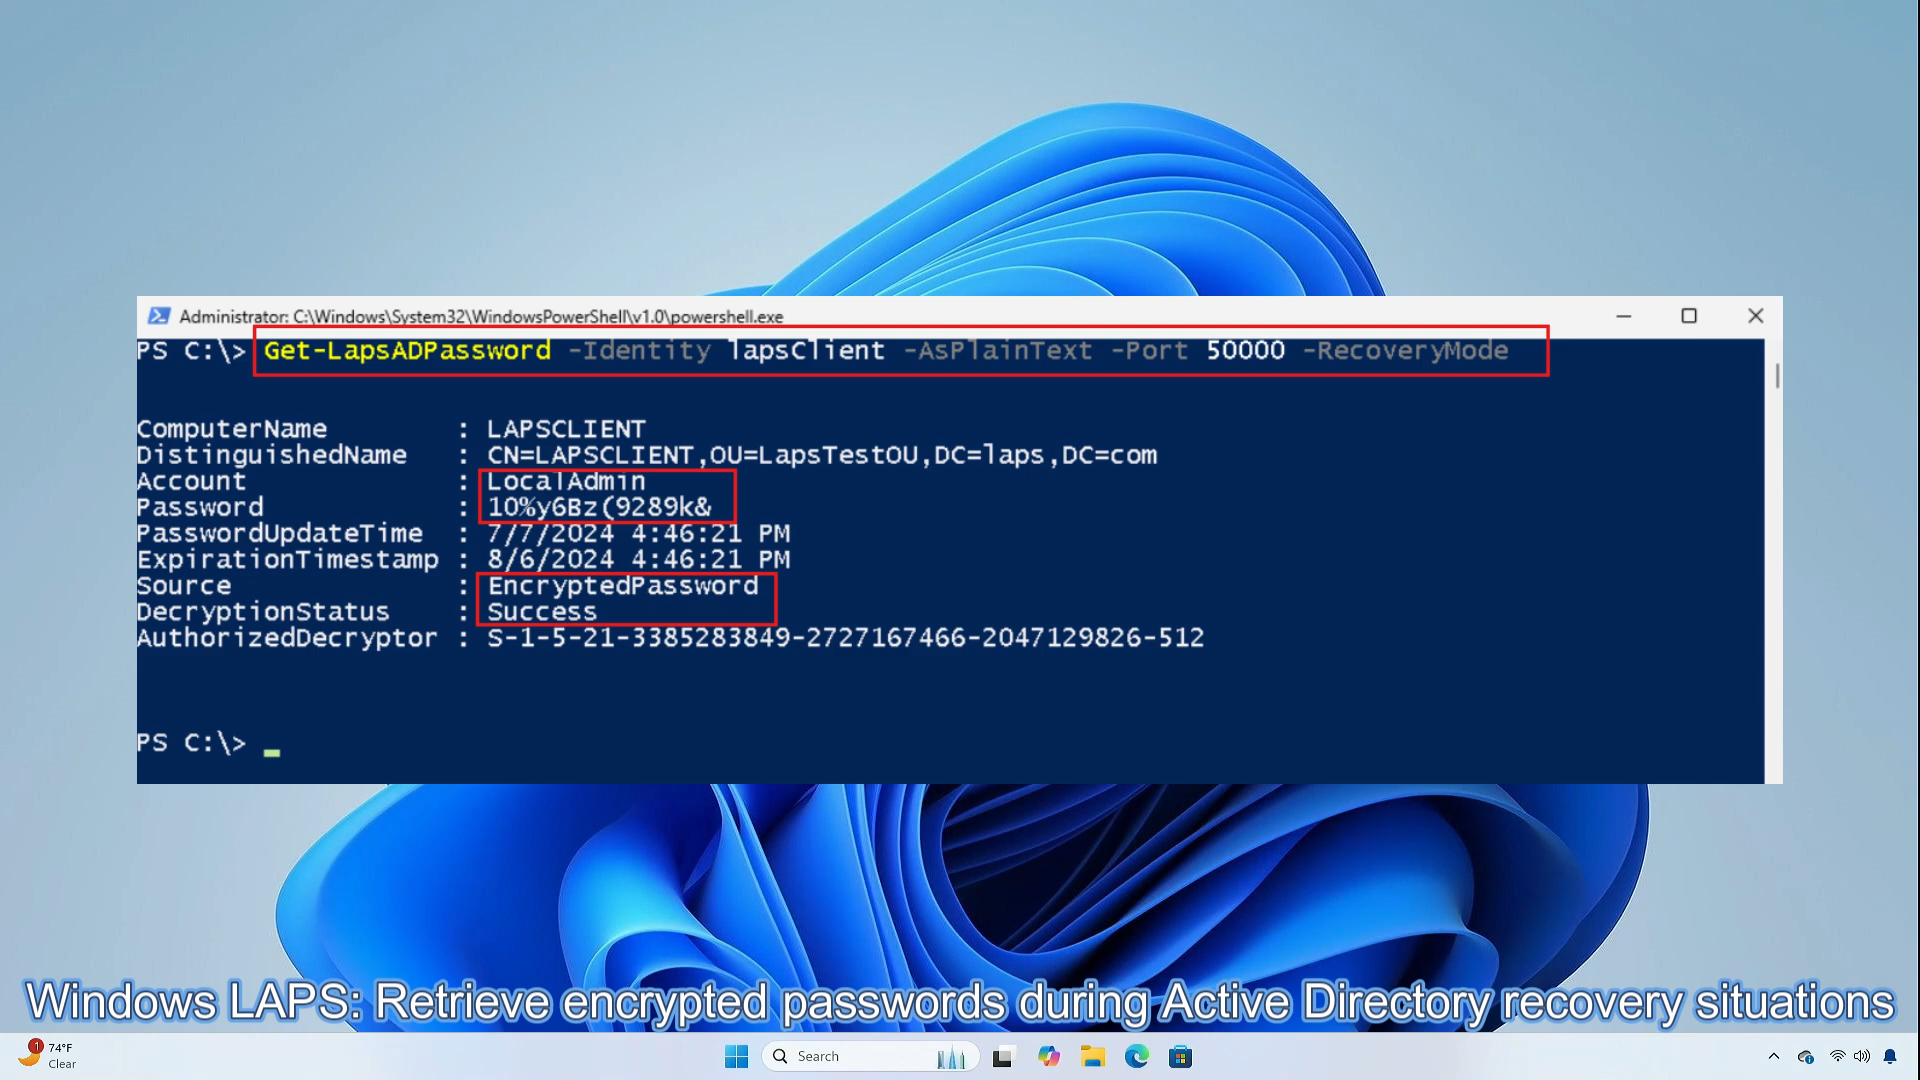 Administrator: C:\Windows\System32\WindowsPowerShell\v1.0\powershell.exe
PS C:\> Get-LapsADPassword -Identity lapsClient -AsPlainText -Port 50000 -RecoveryMode
ComputerName : LAPSCLIENT
DistinguishedName : CN=LAPSCLIENT,OU=LapsTestOU,DC=laps,DC=com
Account : LocalAdmin
Password : 10%y6Bz(9289k&
PasswordUpdateTime : 7/7/2024 4:46:21 PM
ExpirationTimestamp : 8/6/2024 4:46:21 PM
Source : EncryptedPassword
DecryptionStatus : Success
AuthorizedDecryptor : S-1-5-21-3385283849-2727167466-2047129826-512
PS C:\>
Windows LAPS: Retrieve encrypted passwords during Active Directory recovery situations
1
74°F
Clear
Search